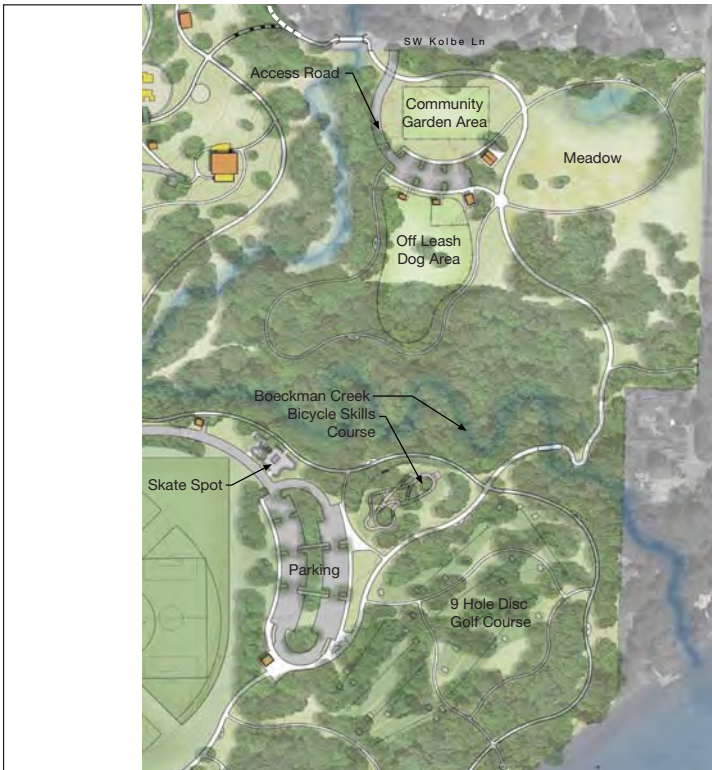 SW Kolbe Ln
Access Road
Community
Garden Area
Meadow
Off Leash
Dog Area
Boeckman Creek
Bicycle Skills
Course
Skate Spot
Parking
9 Hole Disc
Golf Course